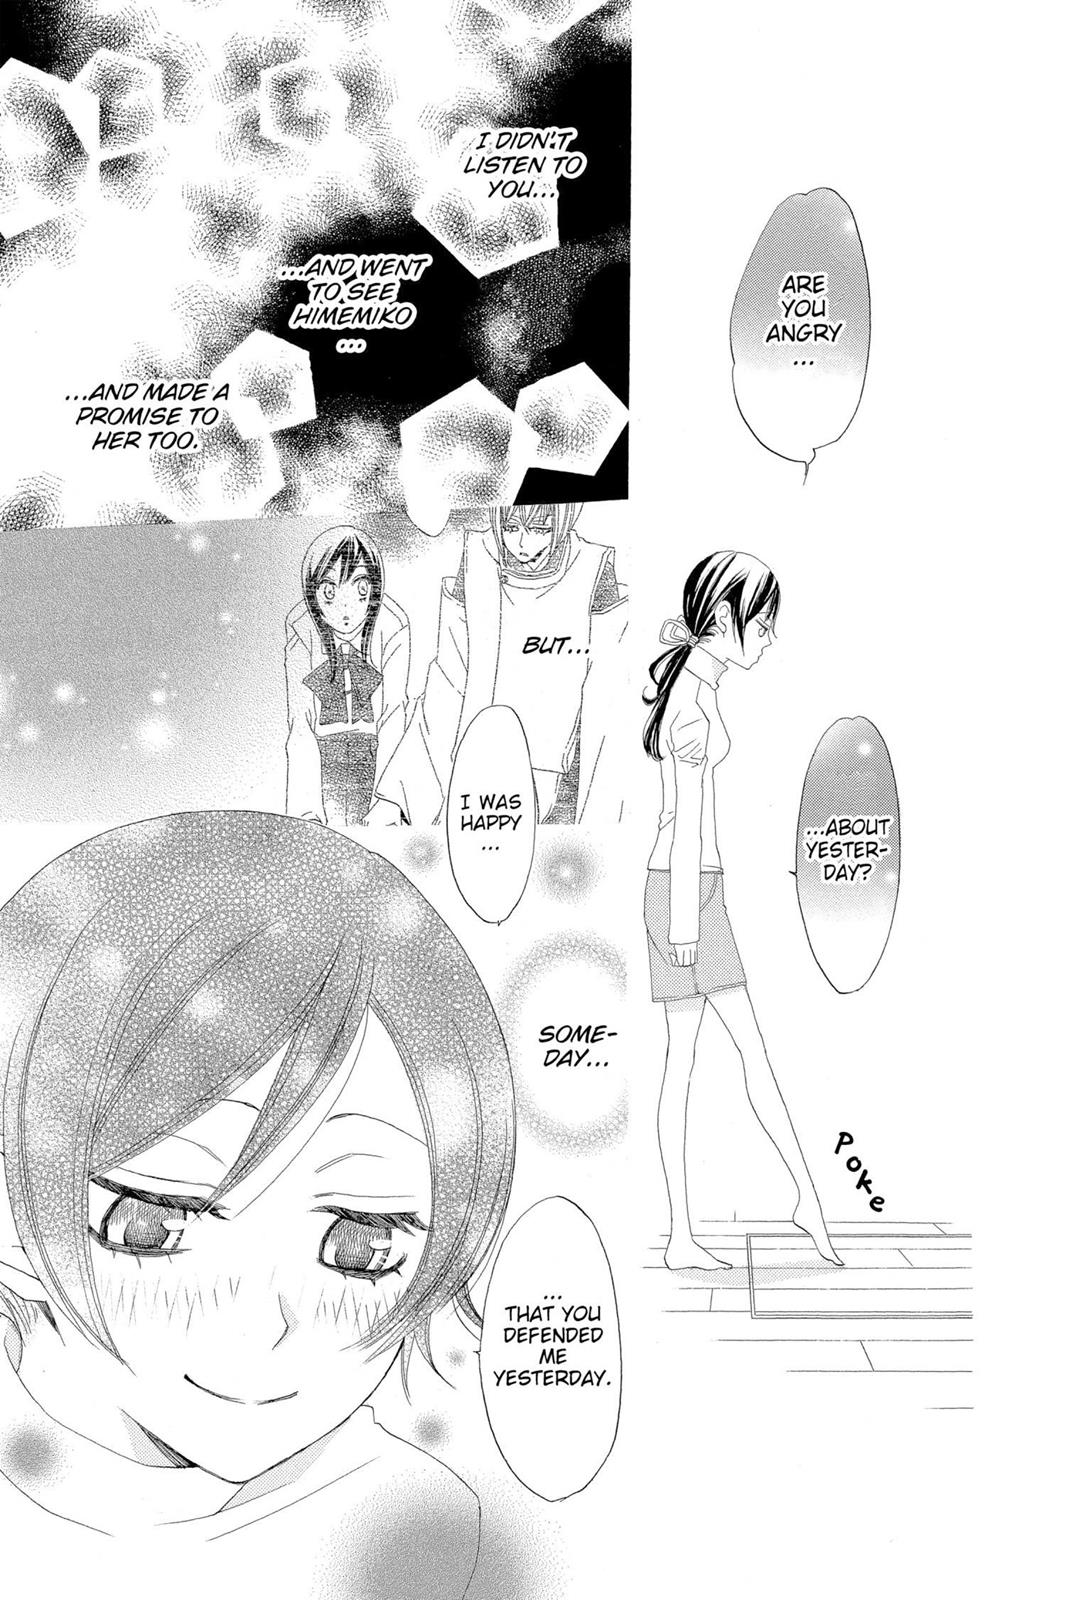 ARE
YOU
ANGRY
...
...ABOUT
YESTER-
DAY?
POKE
I DIDN'T
LISTEN TO
YOU...
...AND WENT
TO SEE
HIMEMIKO
...
...AND MADE A
PROMISE TO
HER TOO.
BUT...
I WAS
HAPPY
...
SOME-
DAY...
...
THAT YOU
DEFENDED
ME
YESTERDAY.